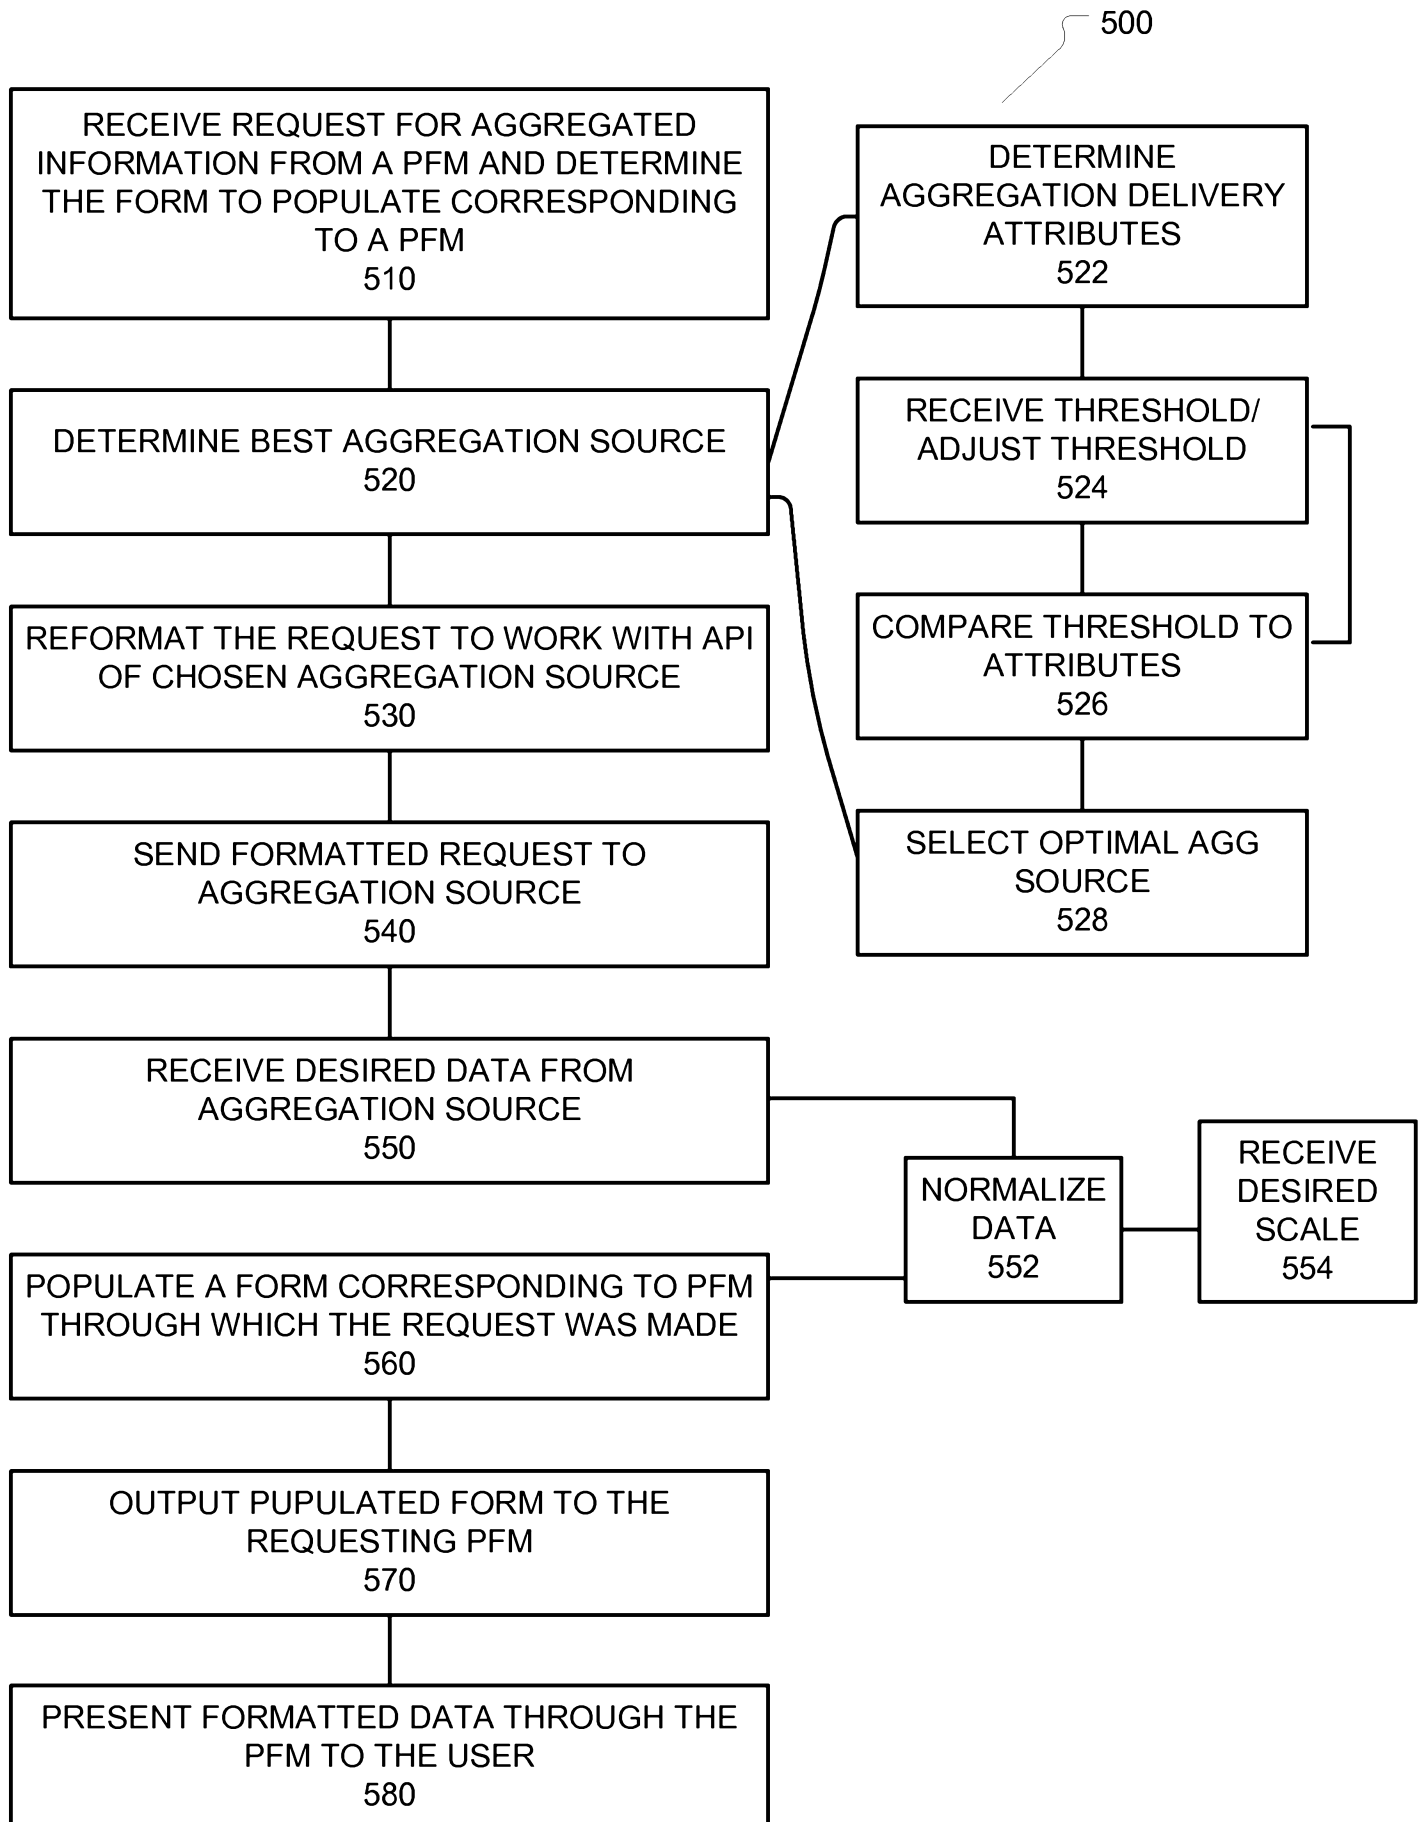 500
RECEIVE REQUEST FOR AGGREGATED
INFORMATION FROM A PFM AND DETERMINE
THE FORM TO POPULATE CORRESPONDING
TO A PFM
510
DETERMINE BEST AGGREGATION SOURCE
520
DETERMINE
AGGREGATION DELIVERY
ATTRIBUTES
522
RECEIVE THRESHOLD/
ADJUST THRESHOLD
524
COMPARE THRESHOLD TO
ATTRIBUTES
526
SELECT OPTIMAL AGG
SOURCE
528
REFORMAT THE REQUEST TO WORK WITH API
OF CHOSEN AGGREGATION SOURCE
530
SEND FORMATTED REQUEST TO
AGGREGATION SOURCE
540
RECEIVE DESIRED DATA FROM
AGGREGATION SOURCE
550
NORMALIZE
DATA
552
RECEIVE
DESIRED
SCALE
554
POPULATE A FORM CORRESPONDING TO PFM
THROUGH WHICH THE REQUEST WAS MADE
560
OUTPUT PUPULATED FORM TO THE
REQUESTING PFM
570
PRESENT FORMATTED DATA THROUGH THE
PFM TO THE USER
580